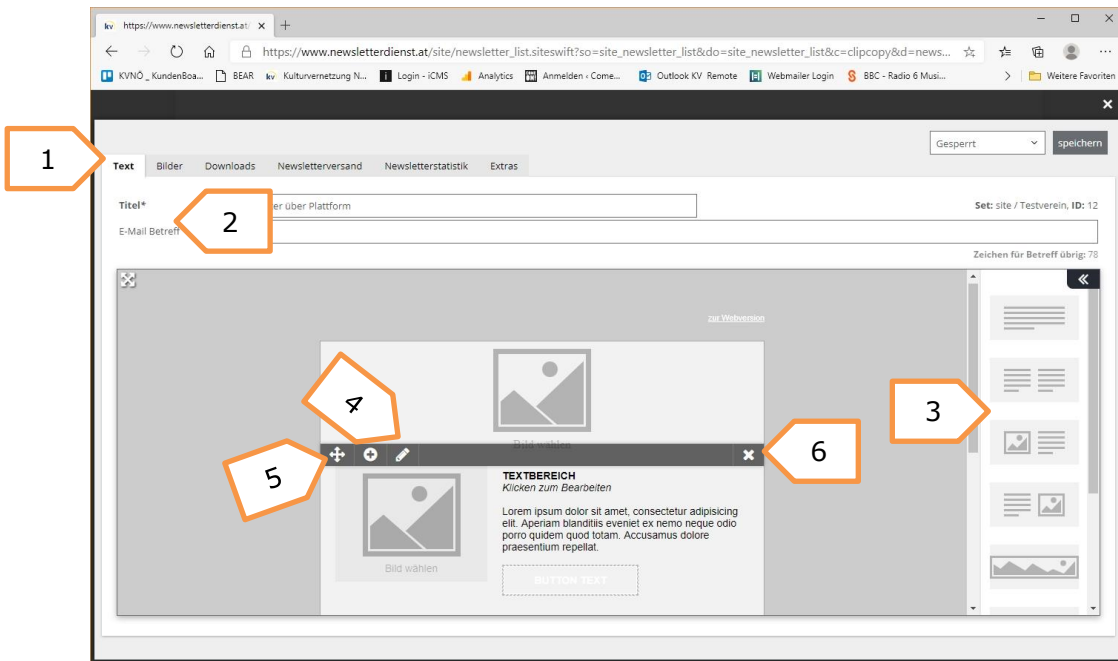 kv https://www.newsletterdienst.at/
https://www.newsletterdienst.at/site/newsletter_list.siteswift?so=site_newsletter_list&do=site_newsletter_list&c=clipcopy&d=news...
KVNÖ _ KundenBoa... BEAR kv Kulturvernetzung N... Login - iCMS Analytics Anmelden ‹ Come... Outlook KV Remote Webmailer Login BBC - Radio 6 Musi... Weitere Favoriten
Gesperrt speichern
1
Text Bilder Downloads Newsletterversand Newsletterstatistik Extras
Titel* er über Plattform Set: site / Testverein, ID: 12
2
E-Mail Betreff
Zeichen für Betreff übrig: 78
zur Webversion
4
3
Bild wählen
5
6
TEXTBEREICH
Klicken zum Bearbeiten
Lorem ipsum dolor sit amet, consectetur adipisicing
elit. Aperiam blanditiis eveniet ex nemo neque odio
porro quidem quod totam. Accusamus dolore
praesentium repellat.
Bild wählen
BUTTON TEXT